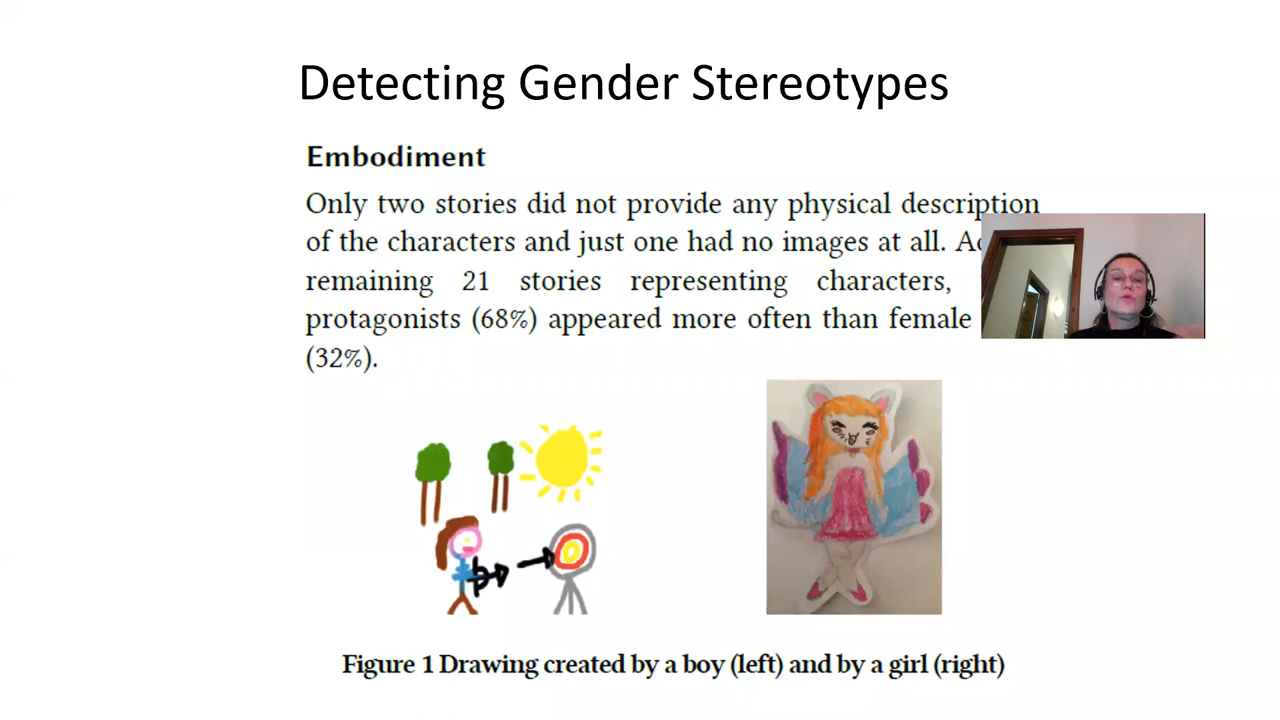 Detecting Gender Stereotypes
Embodiment
Only two stories did not provide any physical description
of the characters and just one had no images at all.
remaining 21 stories representing characters,
protagonists (68%) appeared more often than female
(32%).
Figure 1 Drawing created by a boy (left) and by a girl (right)